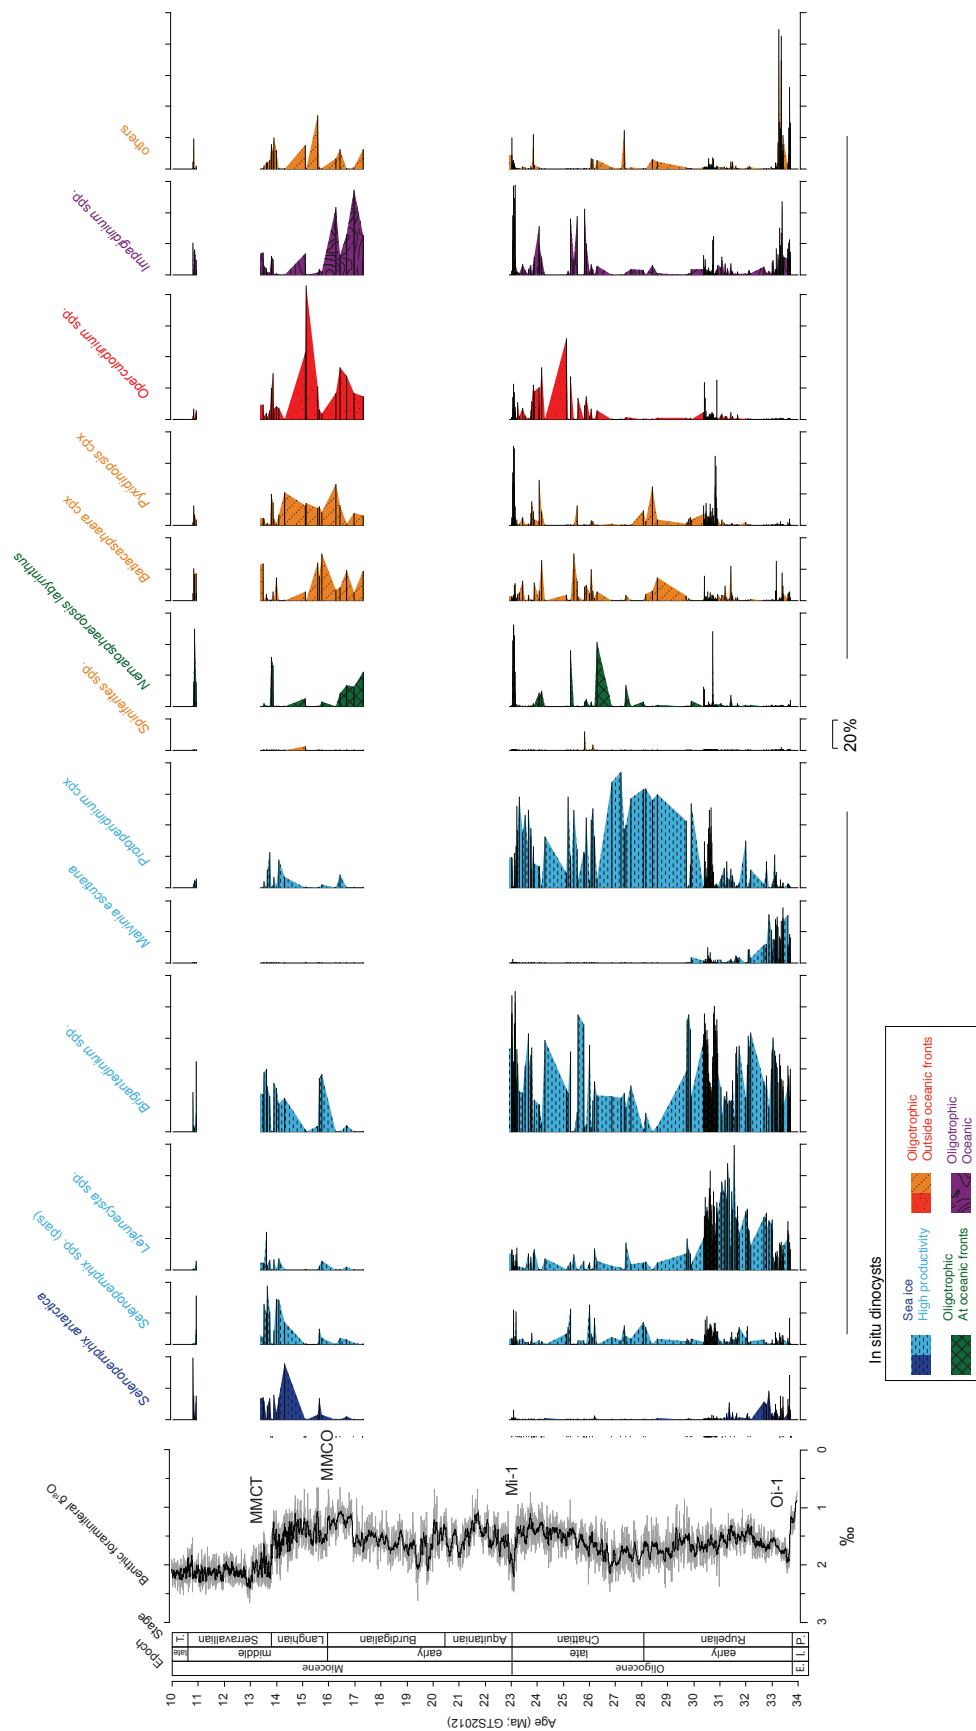 others
Impagidinium spp.
Operculodinium spp.
Pyxidinopsis cpx
Batiacasphaera cpx
Nematosphaeropsis labyrinthus
Spiniferites spp.
Protoperidinium cpx
Malvinia escutiana
Brigantedinium spp.
Lejeunecysta spp.
Selenopemphix spp. (pars)
Selenopemphix antarctica
Benthic foraminiferal δ¹⁸O
Stage
Epoch
20%
In situ dinocysts
Sea ice
High productivity
Oligotrophic
At oceanic fronts
Oligotrophic
Outside oceanic fronts
Oligotrophic
Oceanic
MMCT
MMCO
Mi-1
Oi-1
0
1
2
3
‰
T.
Serravallian
Langhian
Burdigalian
Aquitanian
Chattian
Rupelian
P.
late
middle
early
late
early
l.
Miocene
Oligocene
E.
10
11
12
13
14
15
16
17
18
19
20
21
22
23
24
25
26
27
28
29
30
31
32
33
34
Age (Ma; GTS2012)